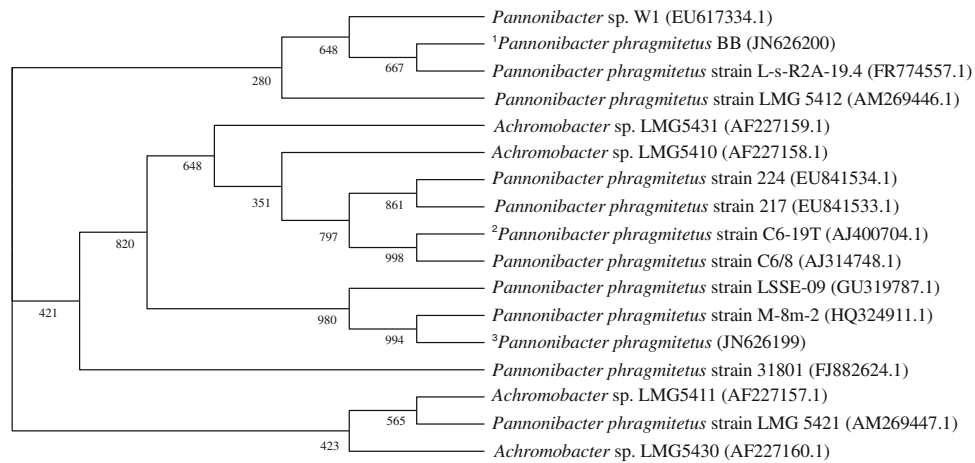 Pannonibacter sp. W1 (EU617334.1)
648
¹Pannonibacter phragmitetus BB (JN626200)
667
Pannonibacter phragmitetus strain L-s-R2A-19.4 (FR774557.1)
280
Pannonibacter phragmitetus strain LMG 5412 (AM269446.1)
Achromobacter sp. LMG5431 (AF227159.1)
648
Achromobacter sp. LMG5410 (AF227158.1)
351
Pannonibacter phragmitetus strain 224 (EU841534.1)
861
Pannonibacter phragmitetus strain 217 (EU841533.1)
797
820
²Pannonibacter phragmitetus strain C6-19T (AJ400704.1)
998
Pannonibacter phragmitetus strain C6/8 (AJ314748.1)
Pannonibacter phragmitetus strain LSSE-09 (GU319787.1)
421
980
Pannonibacter phragmitetus strain M-8m-2 (HQ324911.1)
994
³Pannonibacter phragmitetus (JN626199)
Pannonibacter phragmitetus strain 31801 (FJ882624.1)
Achromobacter sp. LMG5411 (AF227157.1)
565
Pannonibacter phragmitetus strain LMG 5421 (AM269447.1)
423
Achromobacter sp. LMG5430 (AF227160.1)